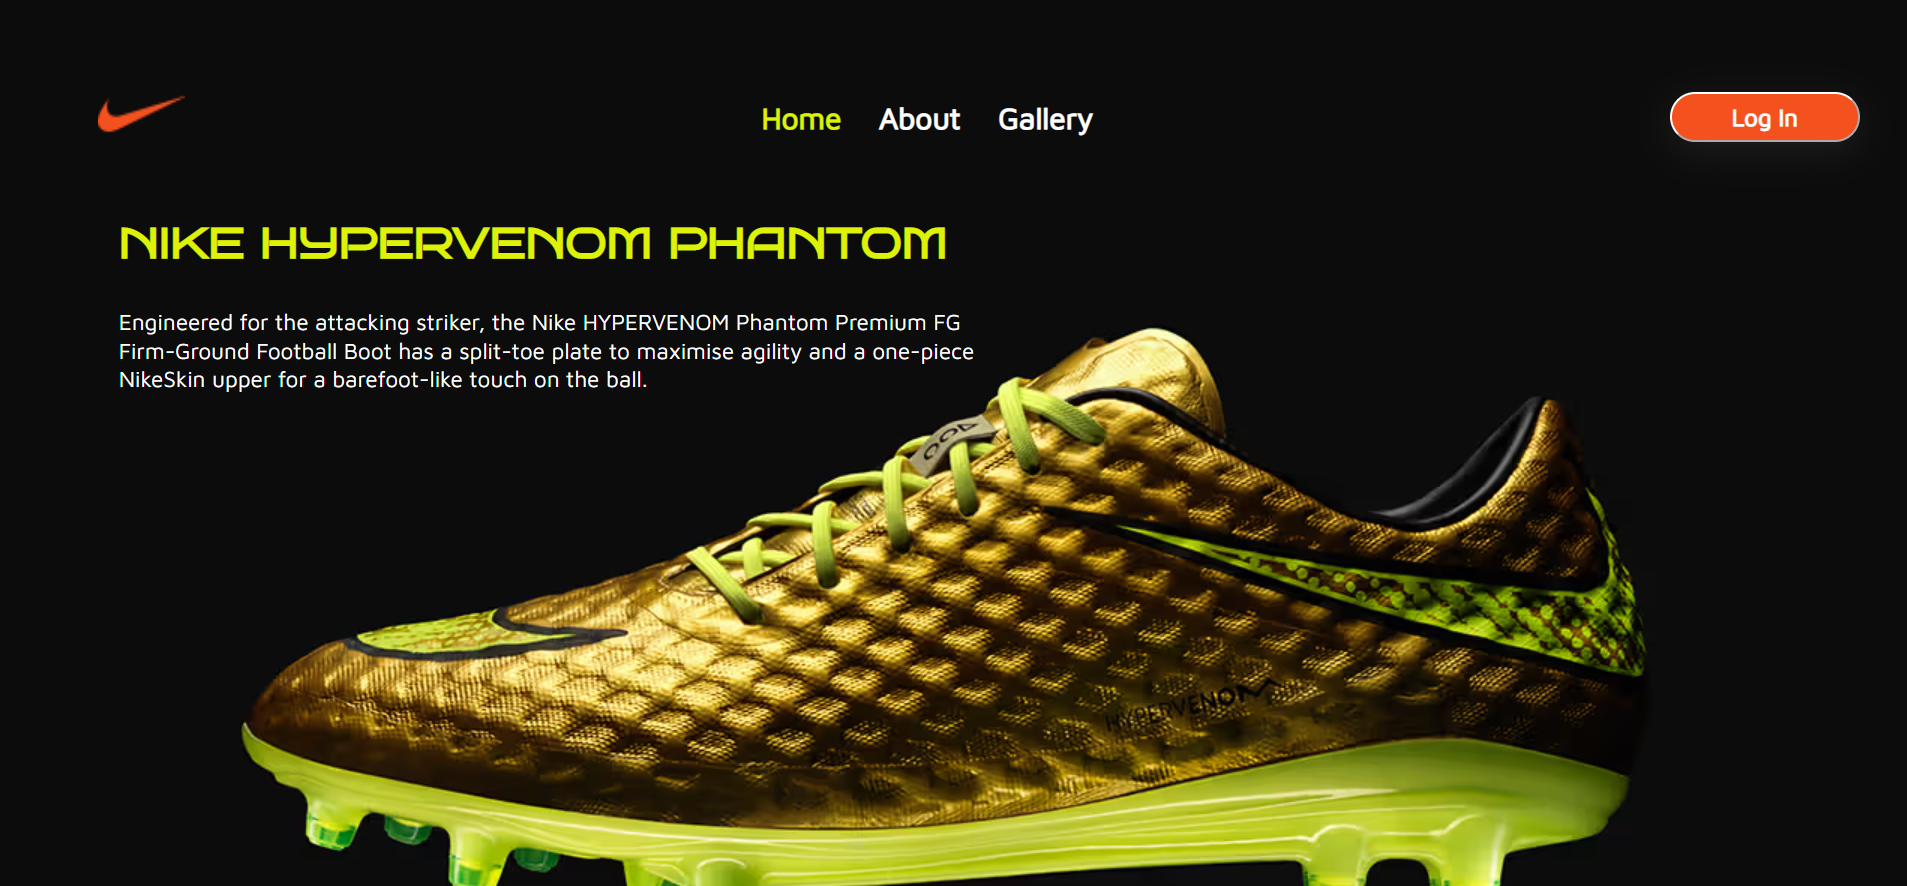 Home About Gallery
Log In
NIKE HYPERVENOM PHANTOM
Engineered for the attacking striker, the Nike HYPERVENOM Phantom Premium FG
Firm-Ground Football Boot has a split-toe plate to maximise agility and a one-piece
NikeSkin upper for a barefoot-like touch on the ball.
HYPERVENOM